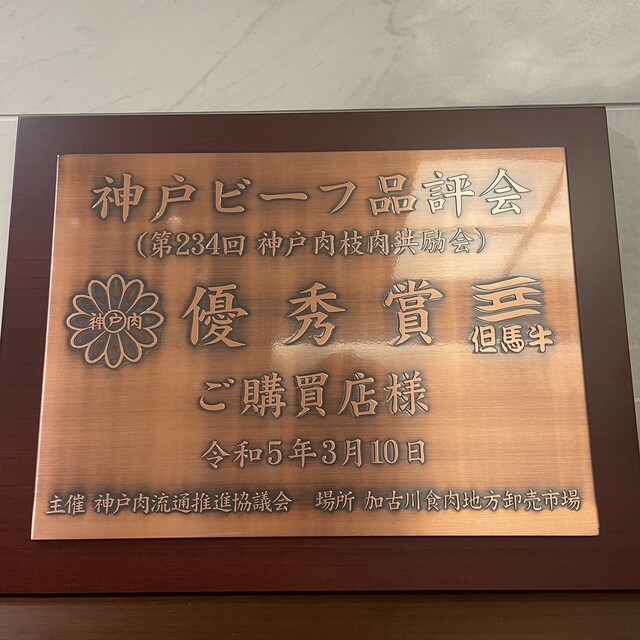 神戸ビーフ品評会
(第234回 神戸肉枝肉共励会)
神戸肉
優秀賞
但馬牛
ご購買店様
令和5年3月10日
主催 神戸肉流通推進協議会 場所 加古川食肉地方卸売市場